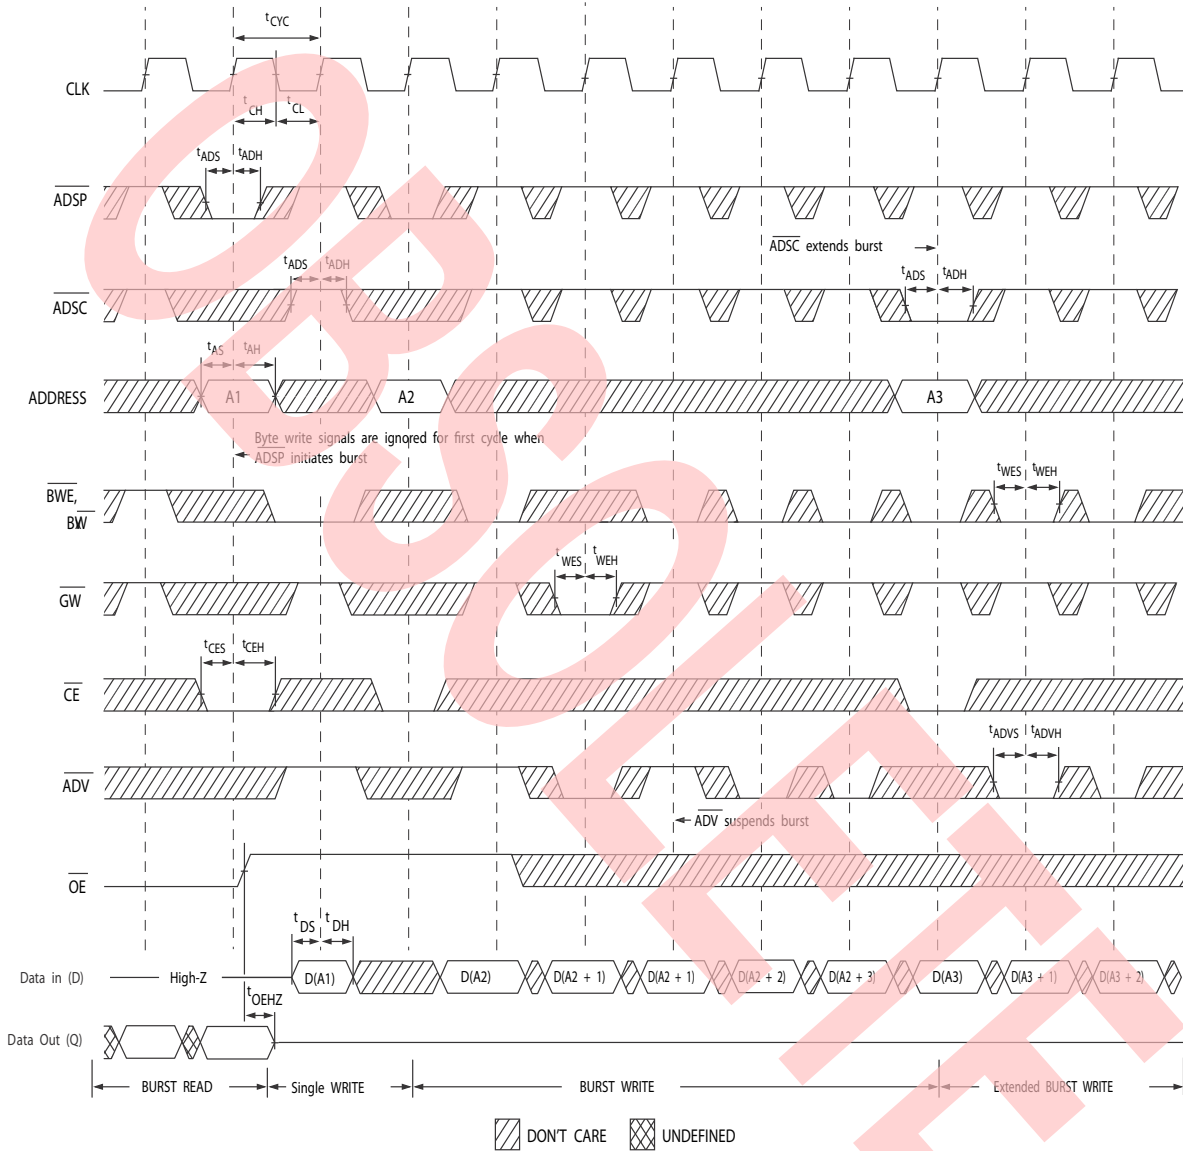 tCYC
CLK
tCH
tCL
tADS
tADH
ADSP
ADSC extends burst
tADS
tADH
tADS
tADH
ADSC
tAS
tAH
ADDRESS
A1
A2
A3
Byte write signals are ignored for first cycle when
ADSP initiates burst
tWES
tWEH
BWE,
BW
tWES
tWEH
GW
tCES
tCEH
CE
tADVS
tADVH
ADV
ADV suspends burst
OE
tDS
tDH
Data in (D)
High-Z
D(A1)
D(A2)
D(A2 + 1)
D(A2 + 1)
D(A2 + 2)
D(A2 + 3)
D(A3)
D(A3 + 1)
D(A3 + 2)
tOEHZ
Data Out (Q)
BURST READ
Single WRITE
BURST WRITE
Extended BURST WRITE
DON'T CARE
UNDEFINED
OBSOLETE